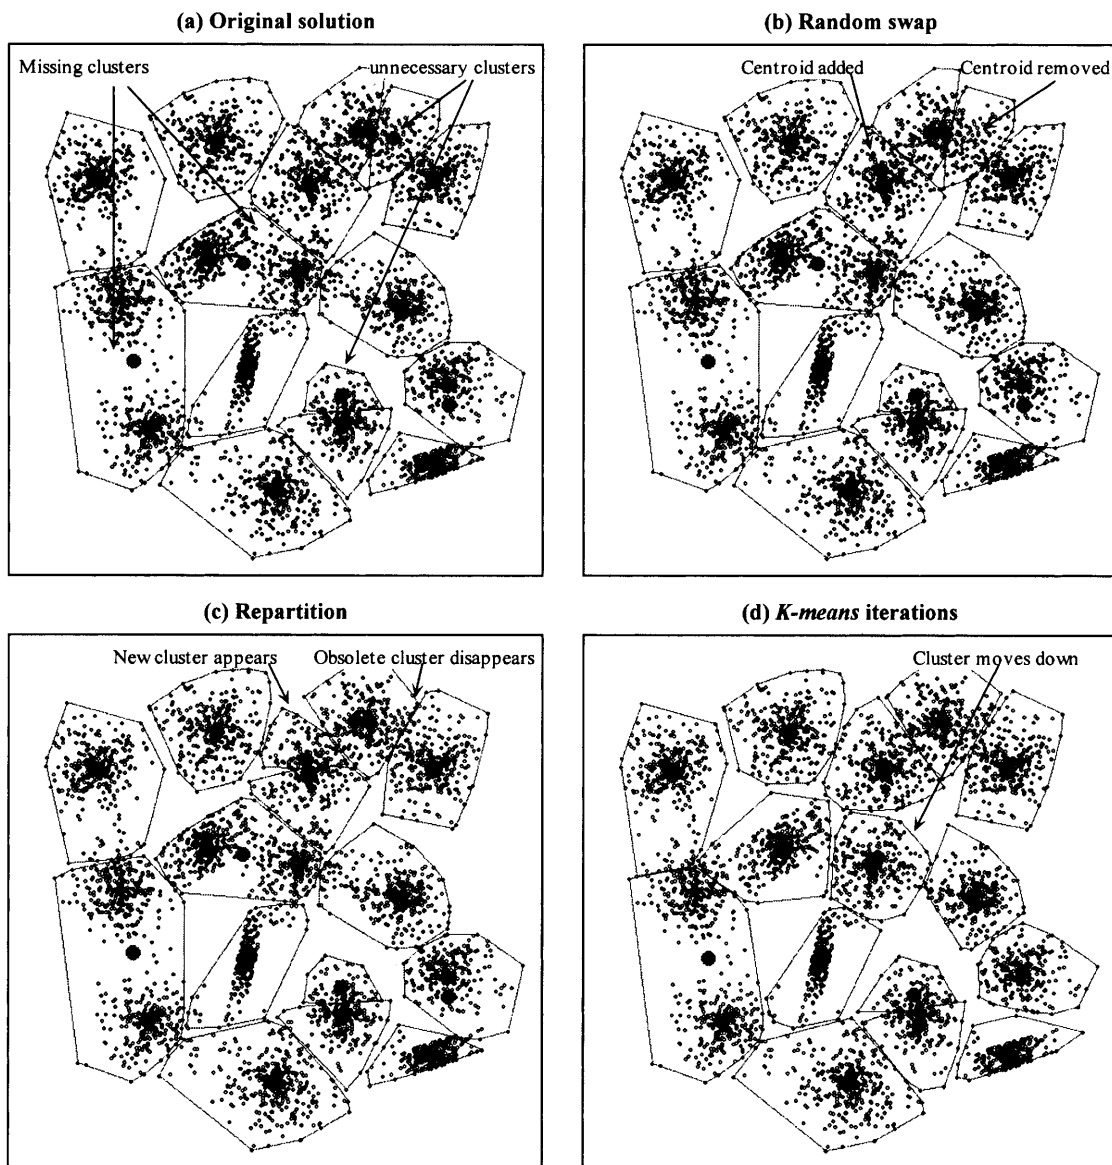 (a) Original solution
(b) Random swap
Missing clusters
unnecessary clusters
Centroid added
Centroid removed
(c) Repartition
(d) K-means iterations
New cluster appears
Obsolete cluster disappears
Cluster moves down